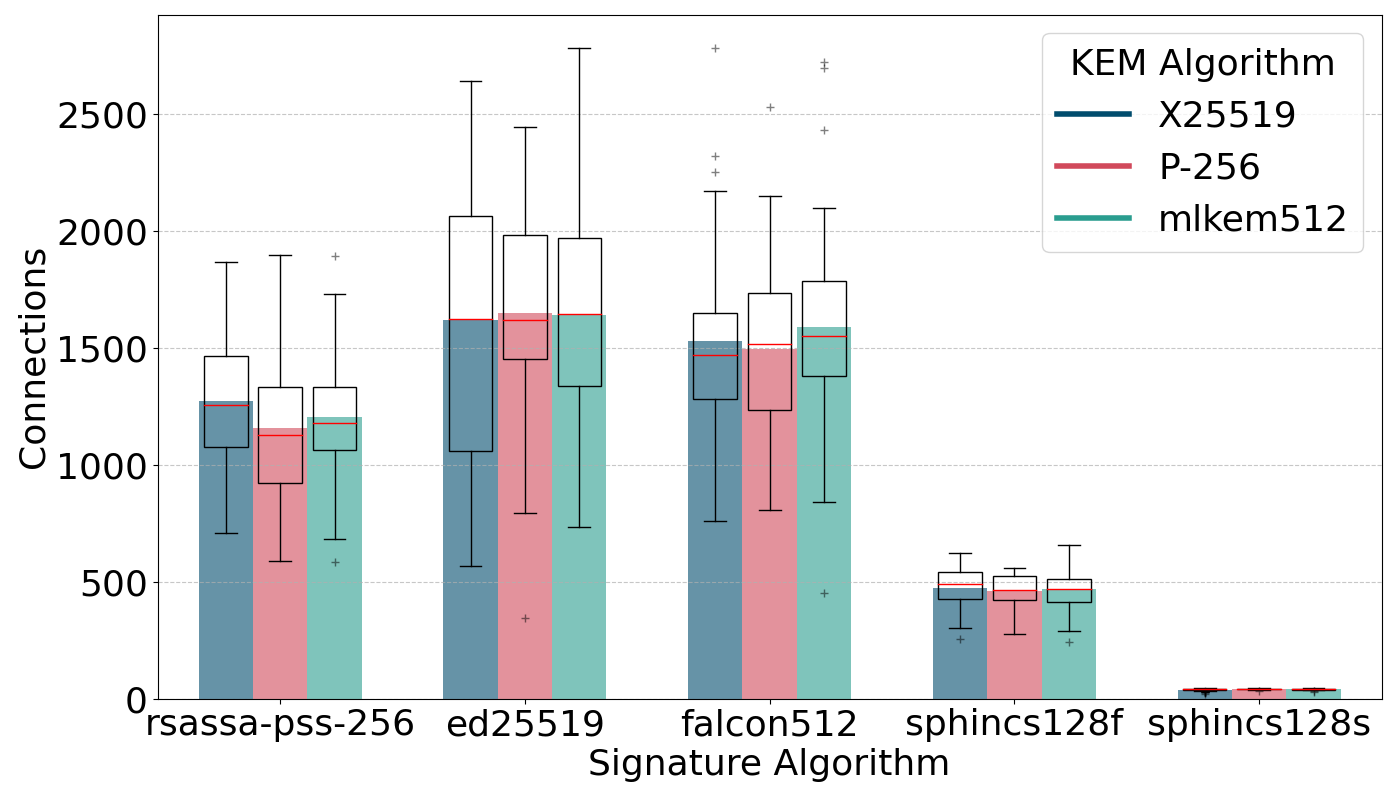 KEM Algorithm
X25519
P-256
mlkem512
Connections
2500
2000
1500
1000
500
0
rsassa-pss-256 ed25519 falcon512 sphincs128f sphincs128s
Signature Algorithm